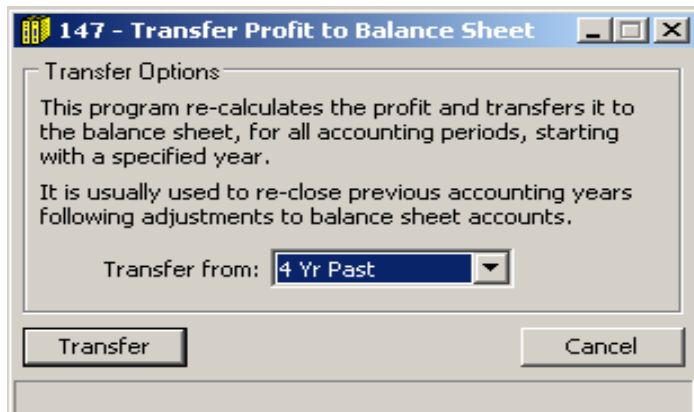 147 - Transfer Profit to Balance Sheet
Transfer Options
This program re-calculates the profit and transfers it to
the balance sheet, for all accounting periods, starting
with a specified year.
It is usually used to re-close previous accounting years
following adjustments to balance sheet accounts.
Transfer from: 4 Yr Past
Transfer Cancel